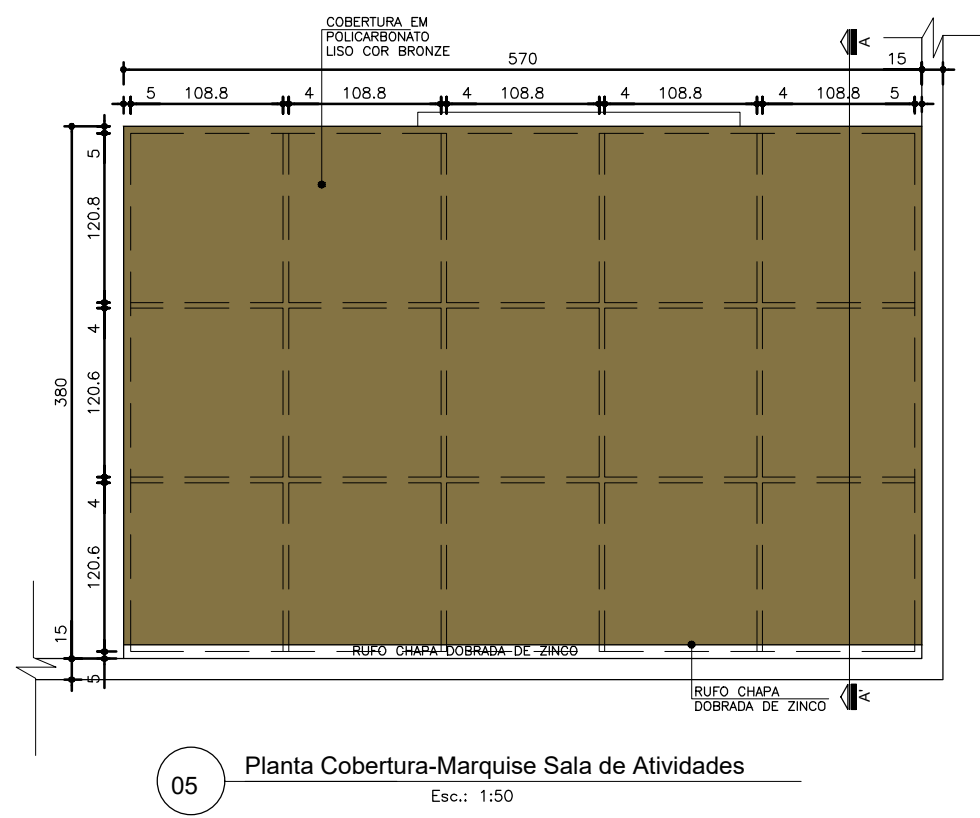 COBERTURA EM
POLICARBONATO
LISO COR BRONZE
A
570
15
5 108.8 4 108.8 4 108.8 4 108.8 4 108.8 5
5
120.8
4
120.6
4
120.6
5
380
15
RUFO CHAPA DOBRADA DE ZINCO
RUFO CHAPA
DOBRADA DE ZINCO
A'
05
Planta Cobertura-Marquise Sala de Atividades
Esc.: 1:50